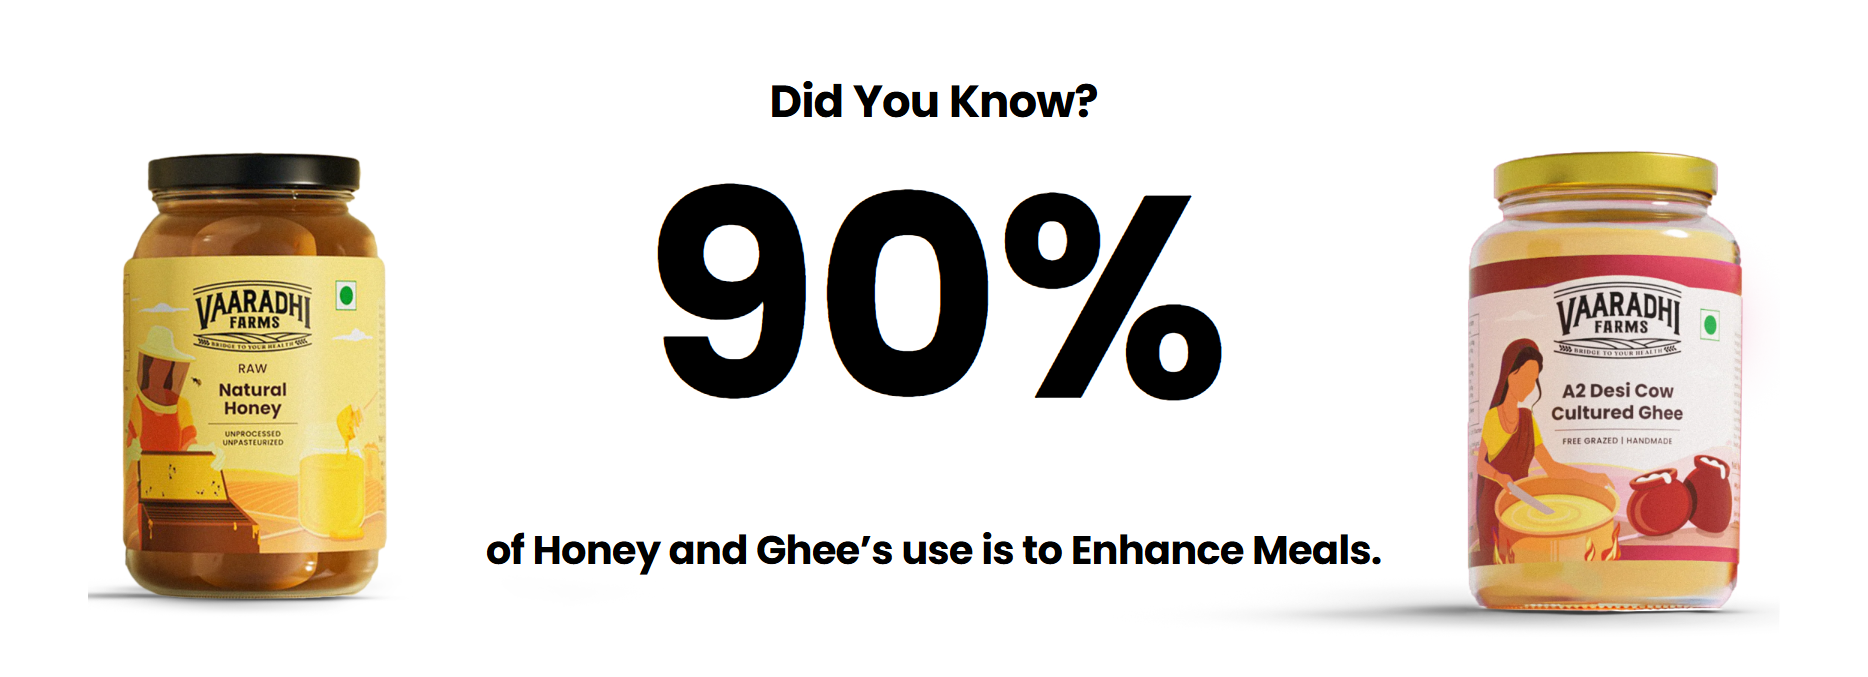 Did You Know?
90%
of Honey and Ghee's use is to Enhance Meals.
VAARADHI
FARMS
BRIDGE TO YOUR HEALTH
RAW
Natural
Honey
UNPROCESSED
UNPASTEURIZED
VAARADHI
FARMS
BRIDGE TO YOUR HEALTH
A2 Desi Cow
Cultured Ghee
FREE GRAZED | HANDMADE